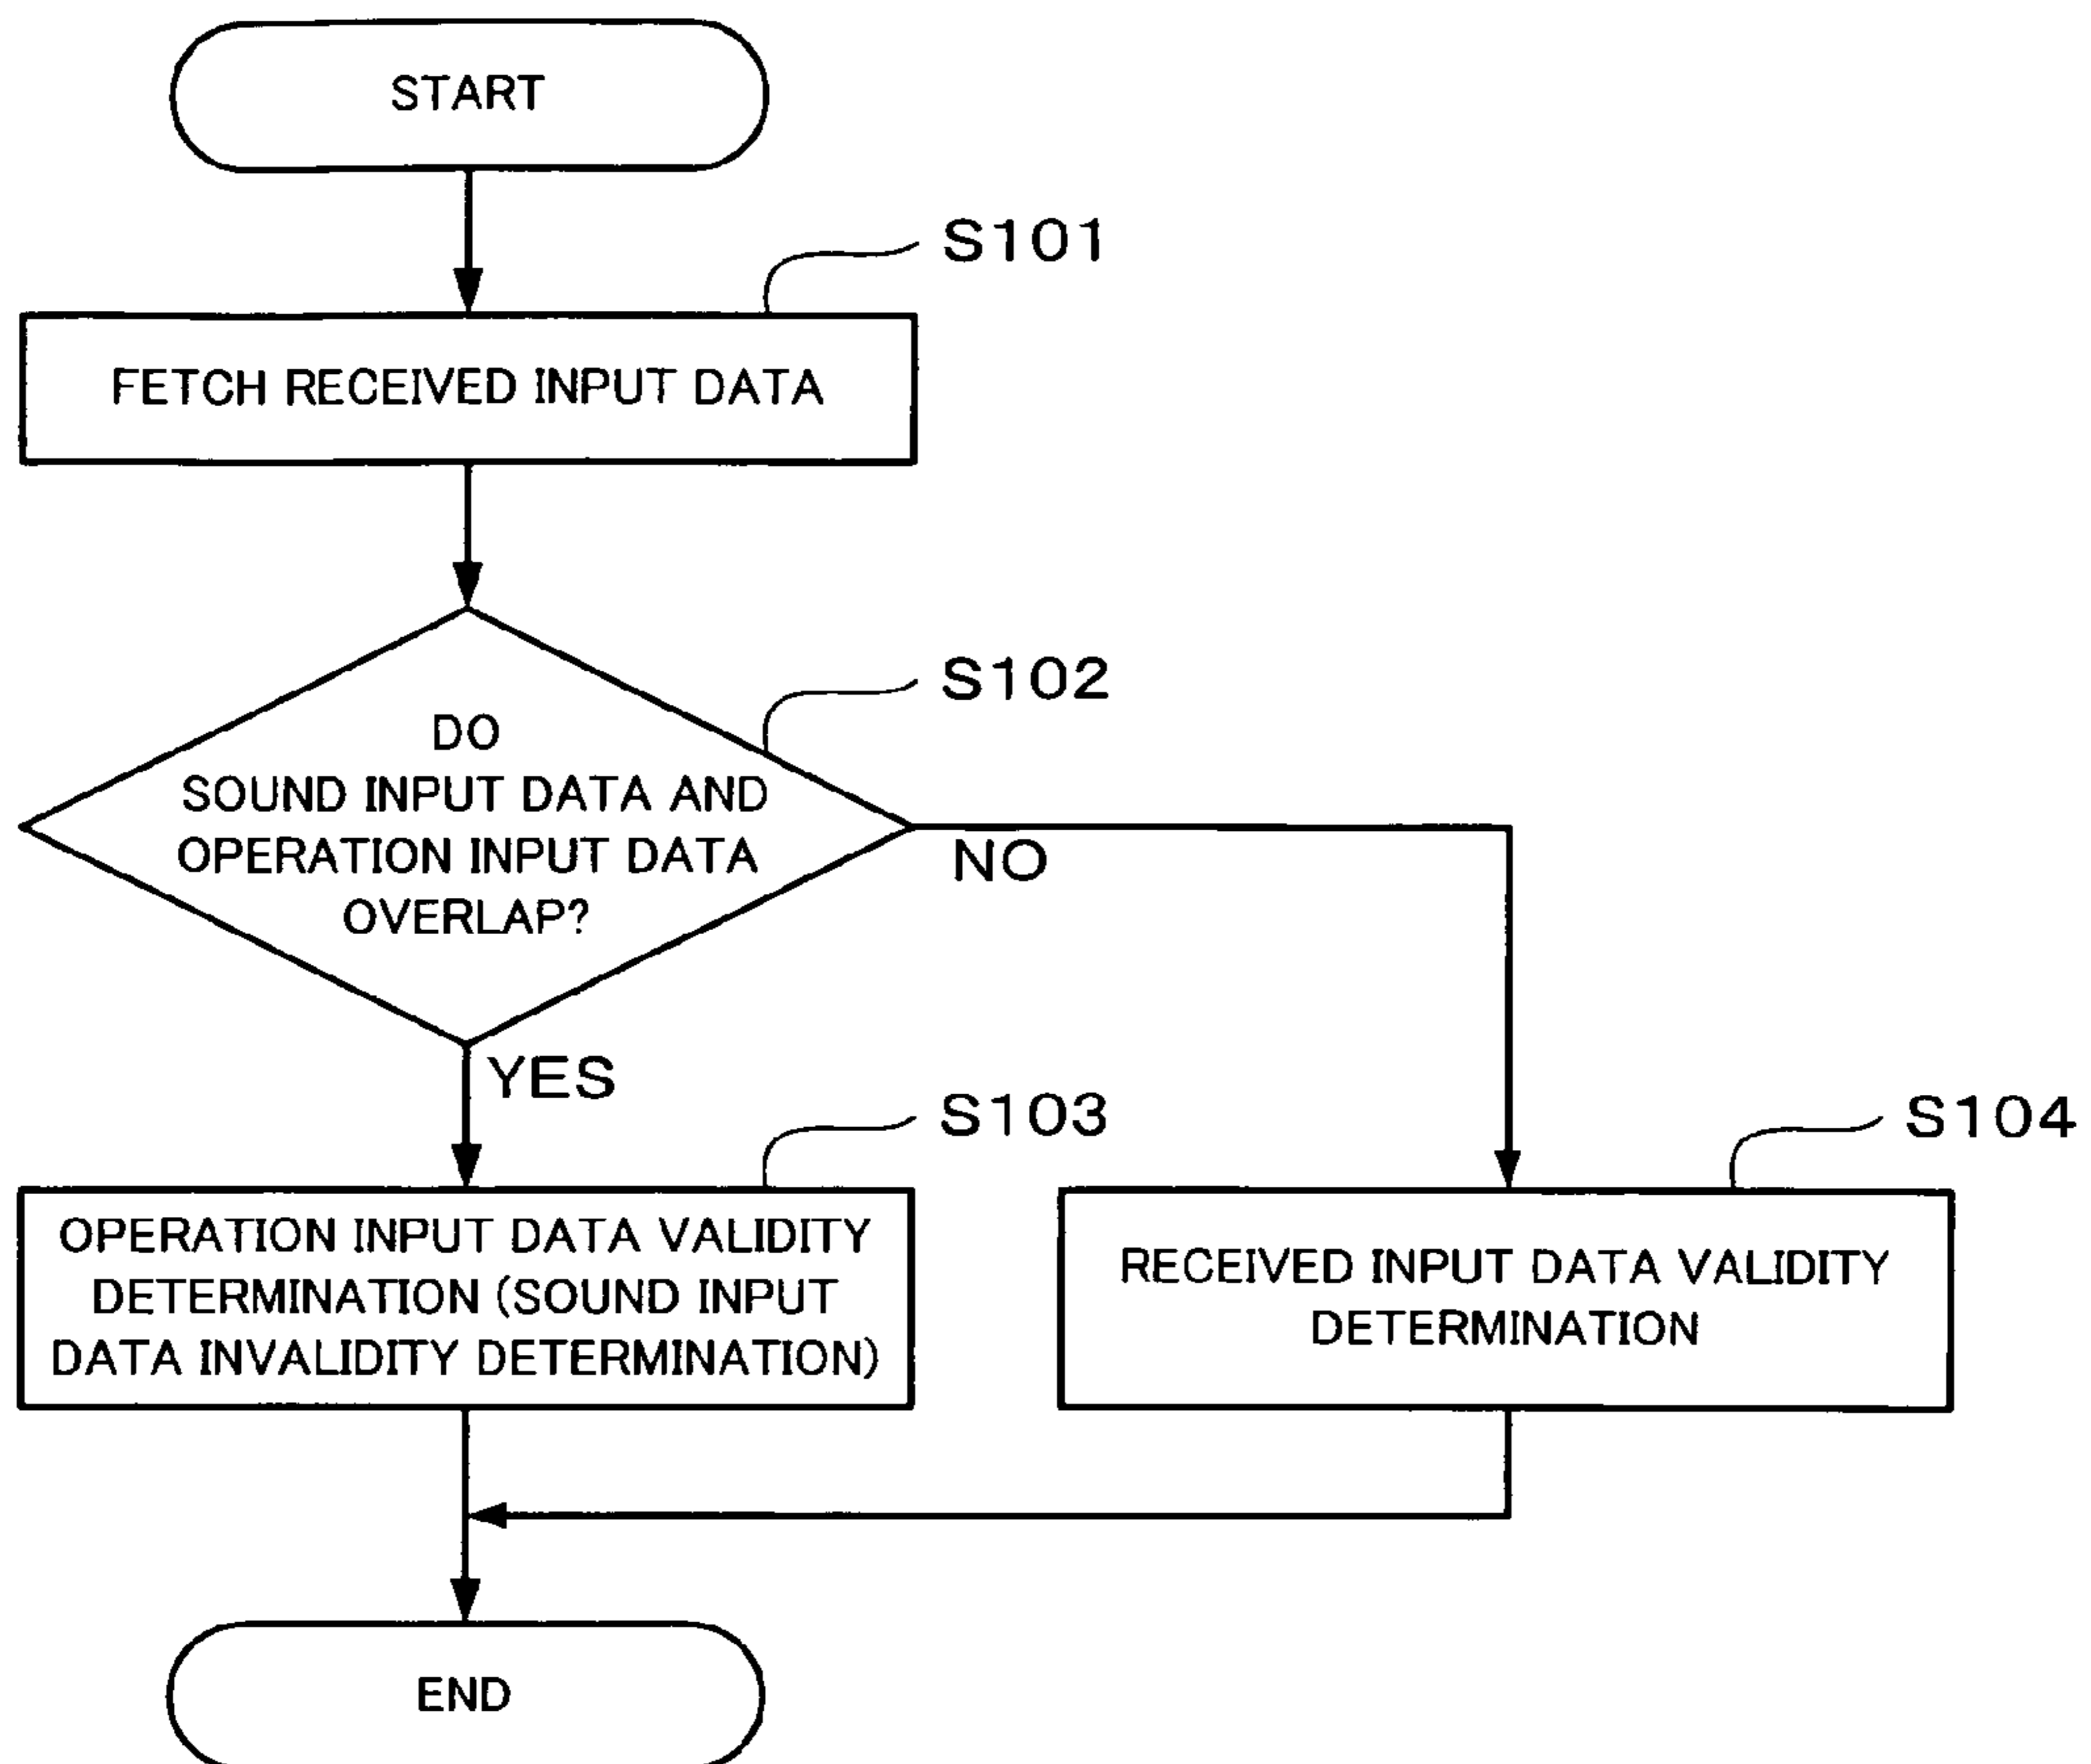 START
S101
FETCH RECEIVED INPUT DATA
S102
DO
SOUND INPUT DATA AND
OPERATION INPUT DATA
OVERLAP?
NO
YES
S103
OPERATION INPUT DATA VALIDITY
DETERMINATION (SOUND INPUT
DATA INVALIDITY DETERMINATION)
S104
RECEIVED INPUT DATA VALIDITY
DETERMINATION
END